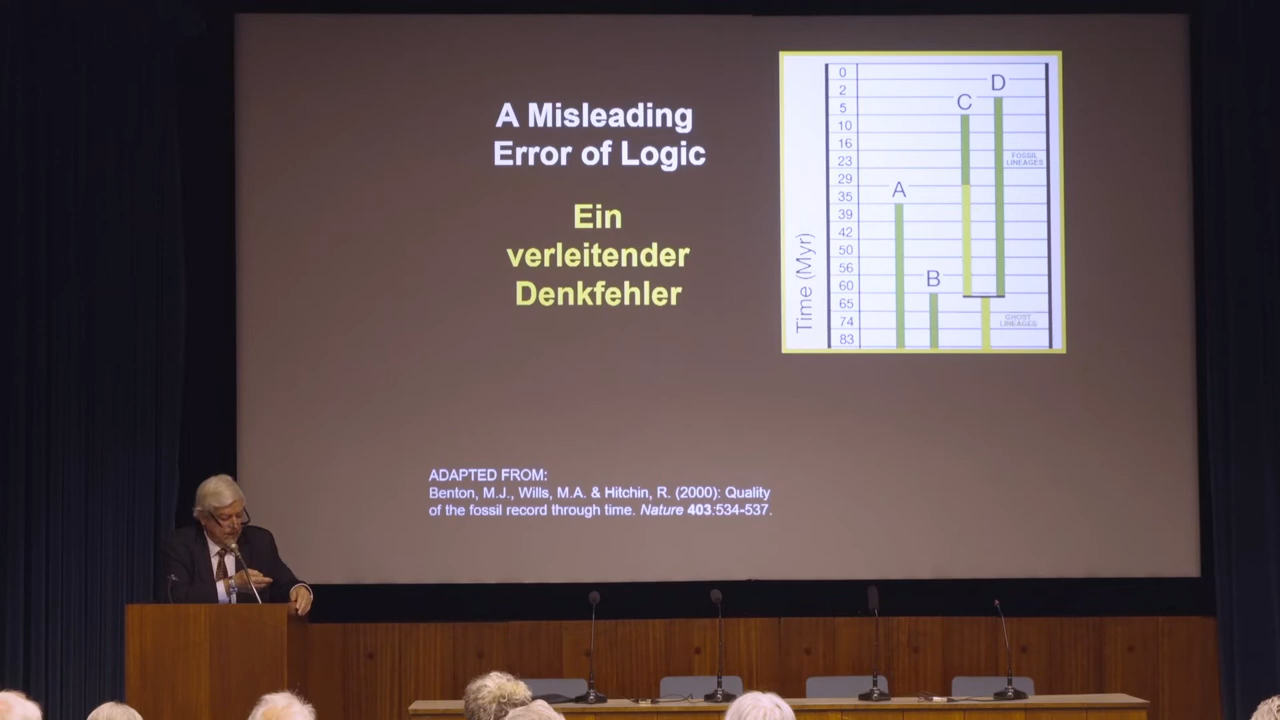 A Misleading
Error of Logic
Ein
verleitender
Denkfehler
Time (Myr)
0
2
5
10
16
23
29
35
39
42
50
56
60
65
74
83
A
B
C
D
FOSSIL
LINEAGES
GHOST
LINEAGES
ADAPTED FROM:
Benton, M.J., Wills, M.A. & Hitchin, R. (2000): Quality
of the fossil record through time. Nature 403:534-537.